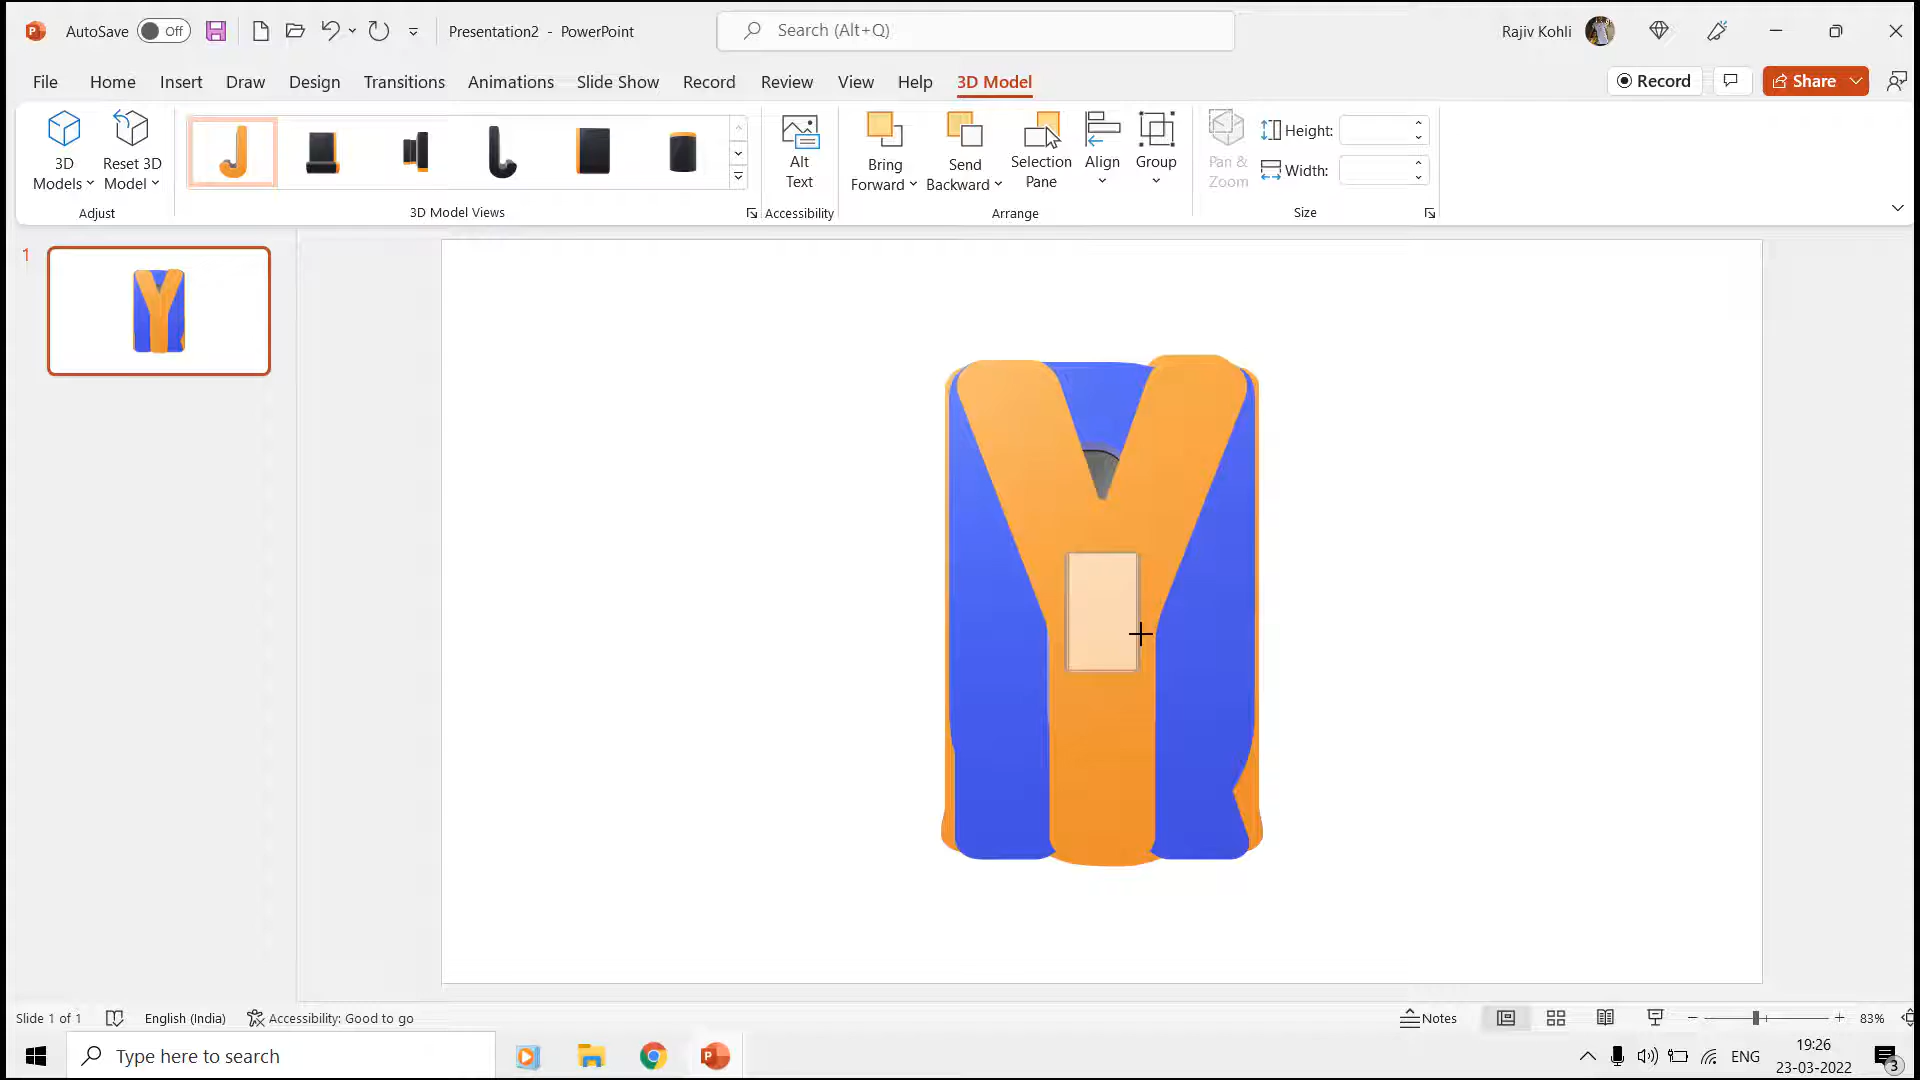 AutoSave Off Presentation2 - PowerPoint Search (Alt+Q) Rajiv Kohli
File Home Insert Draw Design Transitions Animations Slide Show Record Review View Help 3D Model Record Share
3D Models Reset 3D Model Alt Text Bring Forward Send Backward Selection Pane Align Group Pan & Zoom Height: Width:
Adjust 3D Model Views Accessibility Arrange Size
1
Y
Slide 1 of 1 English (India) Accessibility: Good to go Notes 83%
Type here to search ENG 19:26
23-03-2022 3